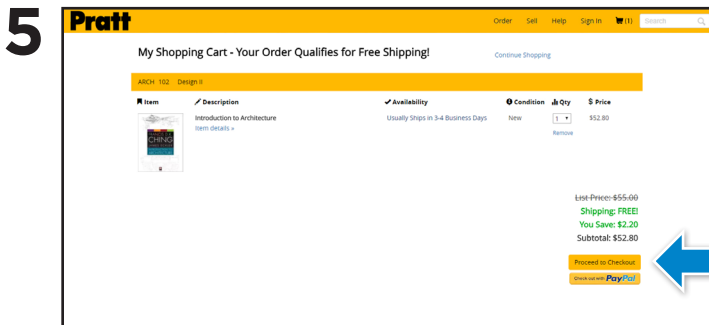 5
Pratt
Order Sell Help Sign In (1) Search
My Shopping Cart - Your Order Qualifies for Free Shipping!
Continue Shopping
ARCH 102 Design II
Item Description Availability Condition Qty $ Price
Introduction to Architecture Usually Ships in 3-4 Business Days New 1 $52.80
Item details »
Remove
CHING
List Price: $55.00
Shipping: FREE!
You Save: $2.20
Subtotal: $52.80
Proceed to Checkout
Check out with PayPal